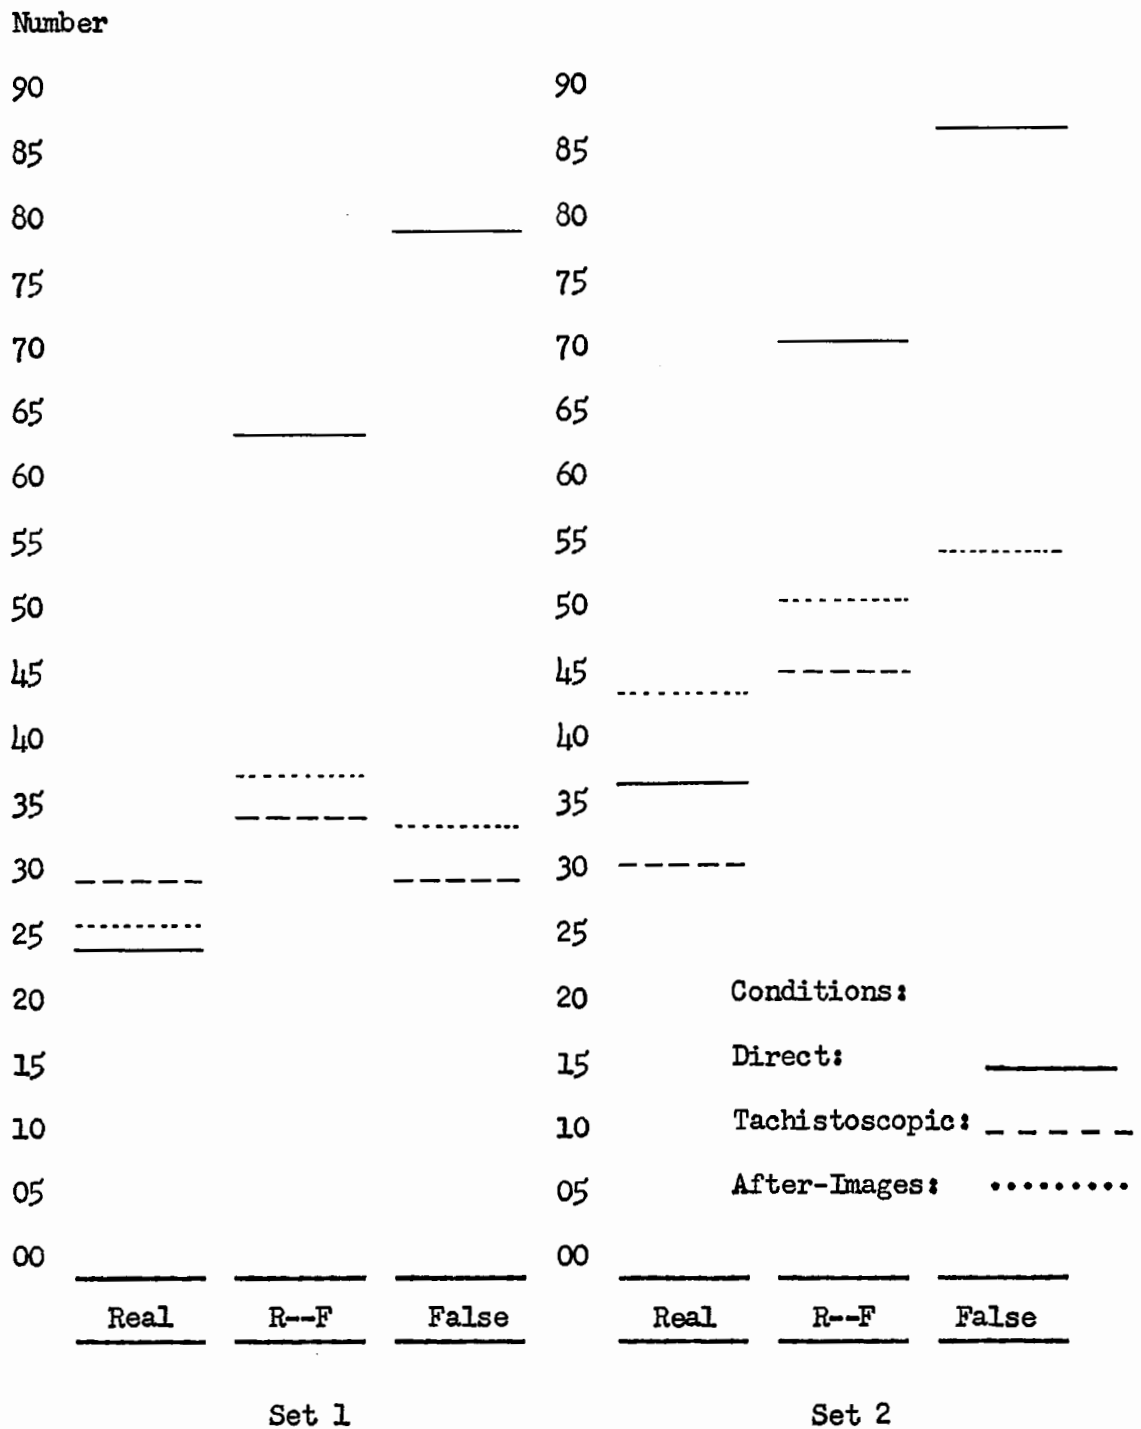 Number
90 90
85 85
80 80
75 75
70 70
65 65
60 60
55 55
50 50
45 45
40 40
35 35
30 30
25 25
20 20 Conditions:
15 15 Direct:
10 10 Tachistoscopic:
05 05 After-Images:
00 00
Real R--F False Real R--F False
Set 1 Set 2